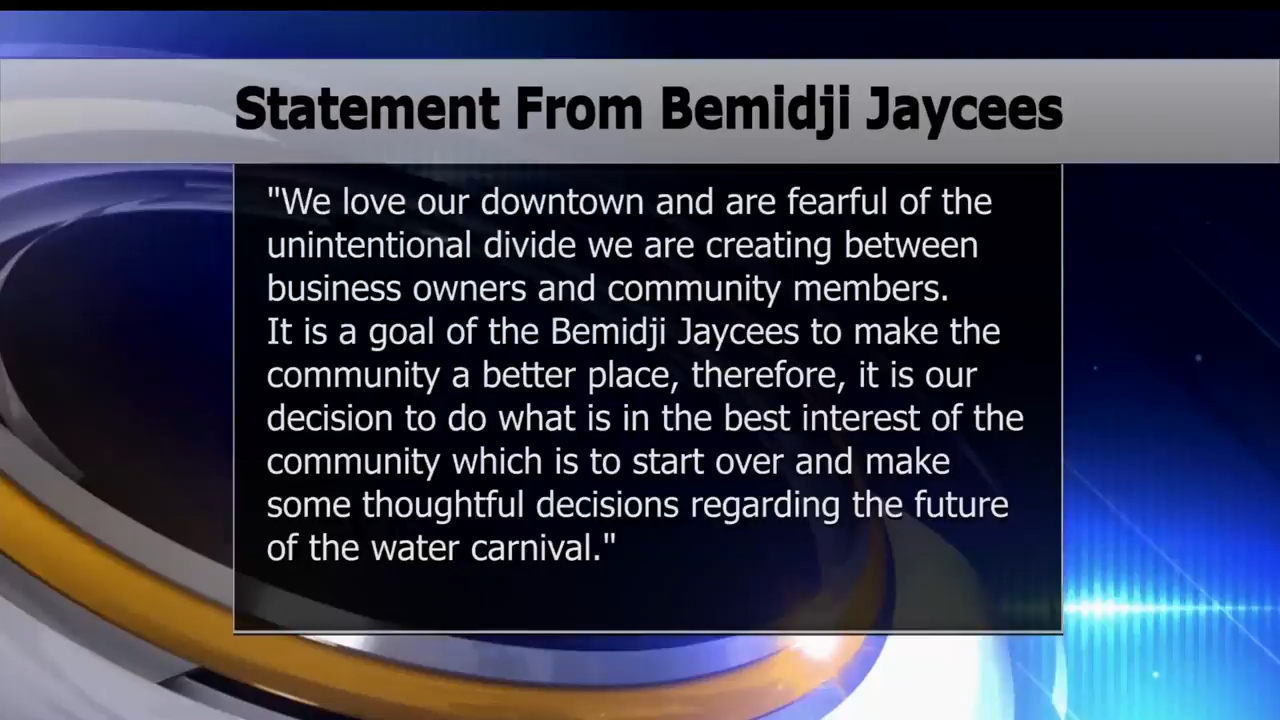 Statement From Bemidji Jaycees
"We love our downtown and are fearful of the
unintentional divide we are creating between
business owners and community members.
It is a goal of the Bemidji Jaycees to make the
community a better place, therefore, it is our
decision to do what is in the best interest of the
community which is to start over and make
some thoughtful decisions regarding the future
of the water carnival."